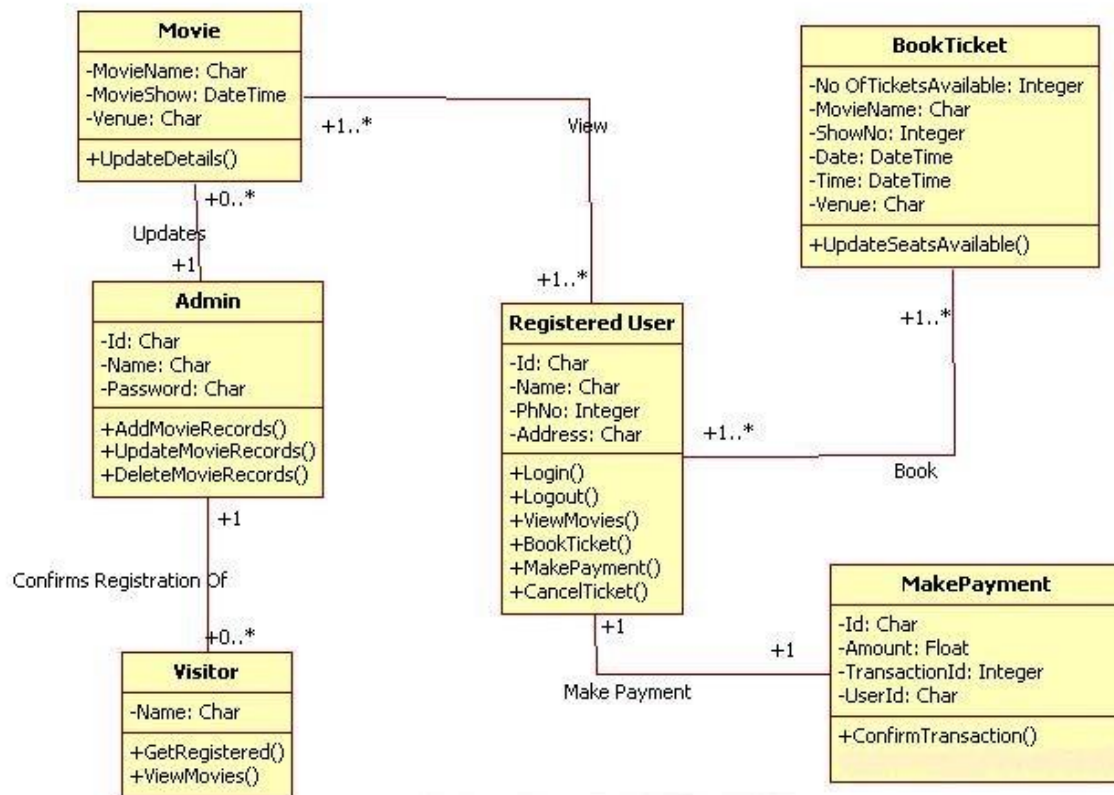 Movie
-MovieName: Char
-MovieShow: DateTime
-Venue: Char
+UpdateDetails()
+1..*
View
+0..*
Updates
+1
Admin
-Id: Char
-Name: Char
-Password: Char
+AddMovieRecords()
+UpdateMovieRecords()
+DeleteMovieRecords()
+1
Confirms Registration Of
+0..*
Visitor
-Name: Char
+GetRegistered()
+ViewMovies()
+1..*
Registered User
-Id: Char
-Name: Char
-PhNo: Integer
-Address: Char
+Login()
+Logout()
+ViewMovies()
+BookTicket()
+MakePayment()
+CancelTicket()
+1..*
Book
+1..*
BookTicket
-No OfTicketsAvailable: Integer
-MovieName: Char
-ShowNo: Integer
-Date: DateTime
-Time: DateTime
-Venue: Char
+UpdateSeatsAvailable()
+1
Make Payment
+1
MakePayment
-Id: Char
-Amount: Float
-TransactionId: Integer
-UserId: Char
+ConfirmTransaction()